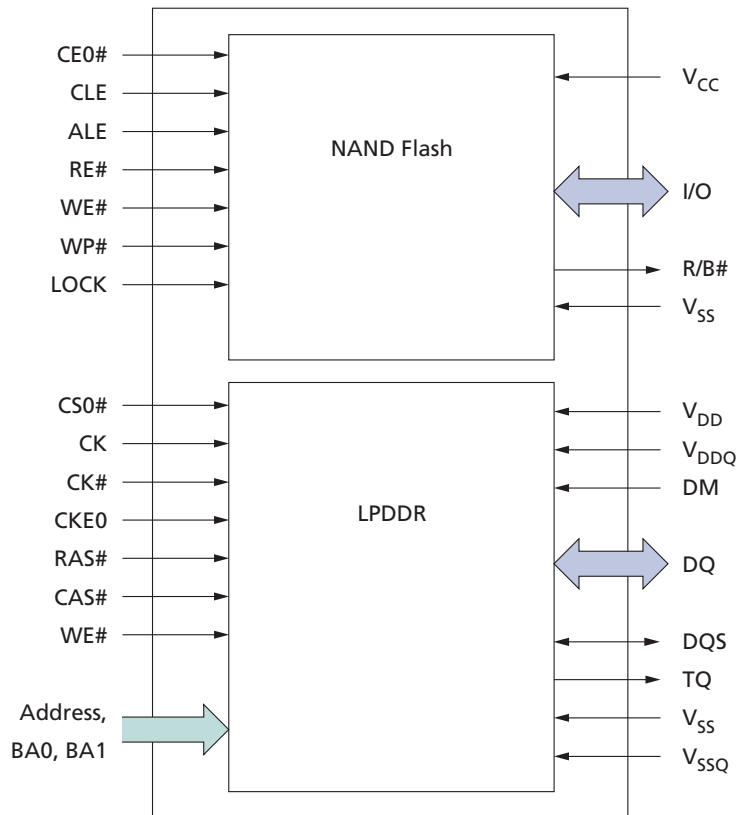 CE0#
CLE
ALE
RE#
WE#
WP#
LOCK
NAND Flash
VCC
I/O
R/B#
VSS
CS0#
CK
CK#
CKE0
RAS#
CAS#
WE#
Address,
BA0, BA1
LPDDR
VDD
VDDQ
DM
DQ
DQS
TQ
VSS
VSSQ